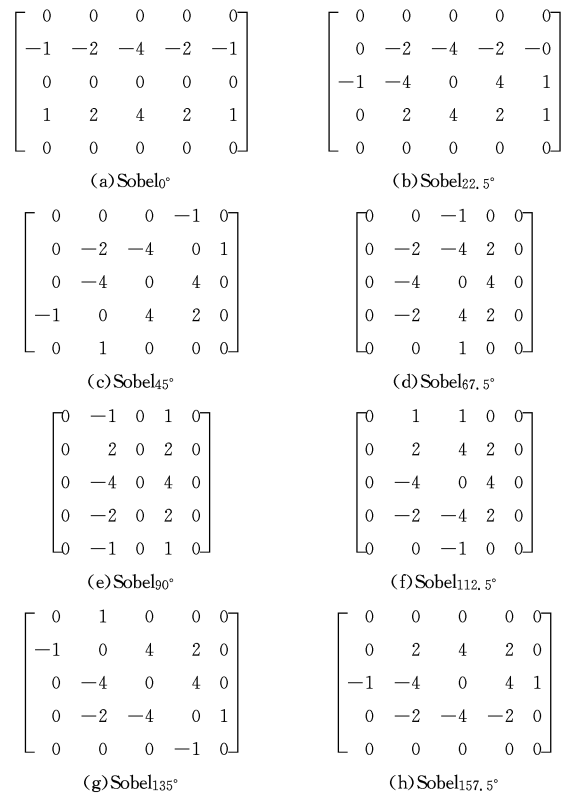 0 0 0 0 0
−1 −2 −4 −2 −1
0 0 0 0 0
1 2 4 2 1
0 0 0 0 0
(a)Sobel0°
0 0 0 0 0
0 −2 −4 −2 −0
−1 −4 0 4 1
0 2 4 2 1
0 0 0 0 0
(b)Sobel22.5°
0 0 0 −1 0
0 −2 −4 0 1
0 −4 0 4 0
−1 0 4 2 0
0 1 0 0 0
(c)Sobel45°
0 0 −1 0 0
0 −2 −4 2 0
0 −4 0 4 0
0 −2 4 2 0
0 0 1 0 0
(d)Sobel67.5°
0 −1 0 1 0
0 2 0 2 0
0 −4 0 4 0
0 −2 0 2 0
0 −1 0 1 0
(e)Sobel90°
0 1 1 0 0
0 2 4 2 0
0 −4 0 4 0
0 −2 −4 2 0
0 0 −1 0 0
(f)Sobel112.5°
0 1 0 0 0
−1 0 4 2 0
0 −4 0 4 0
0 −2 −4 0 1
0 0 0 −1 0
(g)Sobel135°
0 0 0 0 0
0 2 4 2 0
−1 −4 0 4 1
0 −2 −4 −2 0
0 0 0 0 0
(h)Sobel157.5°